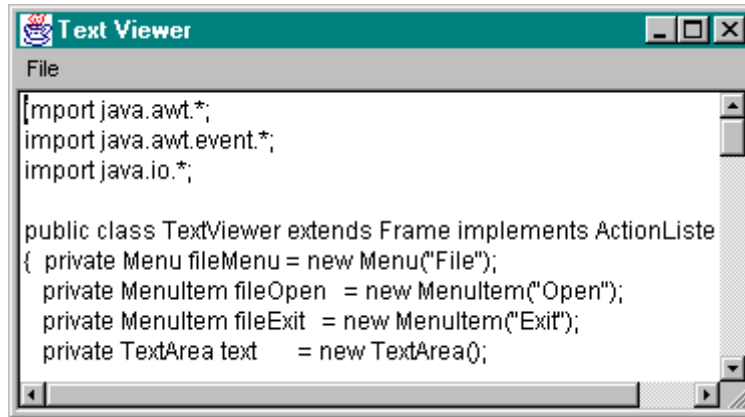 Text Viewer
File
import java.awt.*;
import java.awt.event.*;
import java.io.*;
public class TextViewer extends Frame implements ActionListe
{ private Menu fileMenu = new Menu("File");
private MenuItem fileOpen = new MenuItem("Open");
private MenuItem fileExit = new MenuItem("Exit");
private TextArea text = new TextArea();